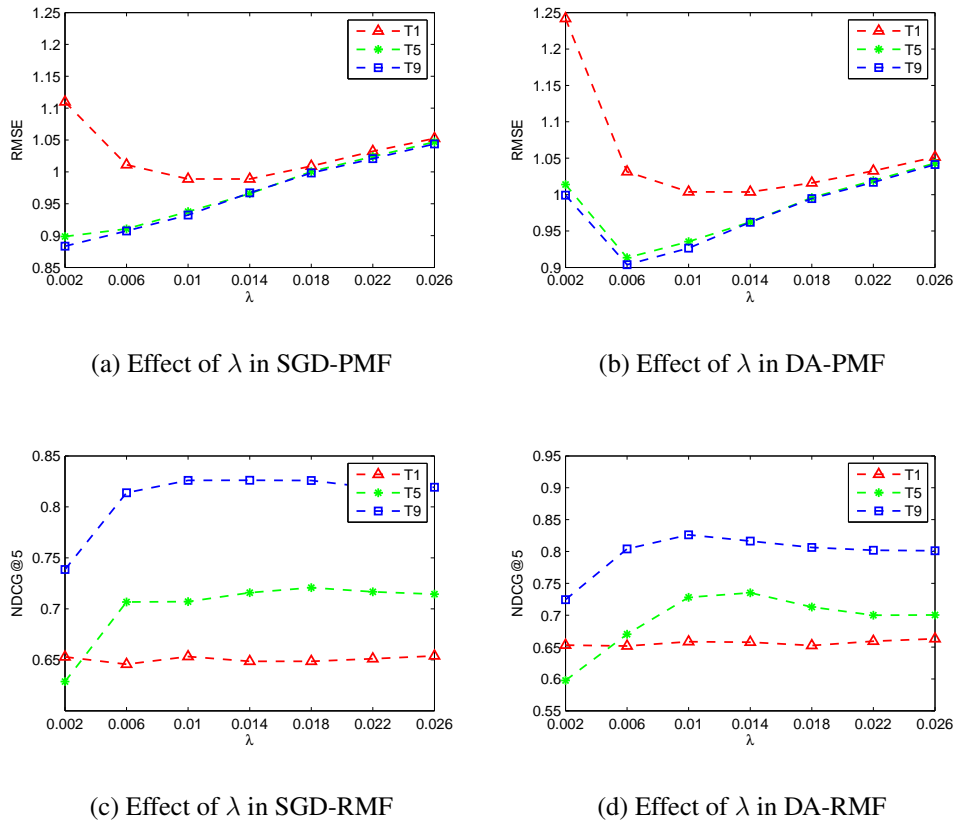 1.25
1.2
1.15
1.1
1.05
1
0.95
0.9
0.85
RMSE
0.002 0.006 0.01 0.014 0.018 0.022 0.026
λ
T1
T5
T9
(a) Effect of λ in SGD-PMF
1.25
1.2
1.15
1.1
1.05
1
0.95
0.9
RMSE
0.002 0.006 0.01 0.014 0.018 0.022 0.026
λ
T1
T5
T9
(b) Effect of λ in DA-PMF
0.85
0.8
0.75
0.7
0.65
NDCG@5
0.002 0.006 0.01 0.014 0.018 0.022 0.026
λ
T1
T5
T9
(c) Effect of λ in SGD-RMF
0.95
0.9
0.85
0.8
0.75
0.7
0.65
0.6
0.55
NDCG@5
0.002 0.006 0.01 0.014 0.018 0.022 0.026
λ
T1
T5
T9
(d) Effect of λ in DA-RMF